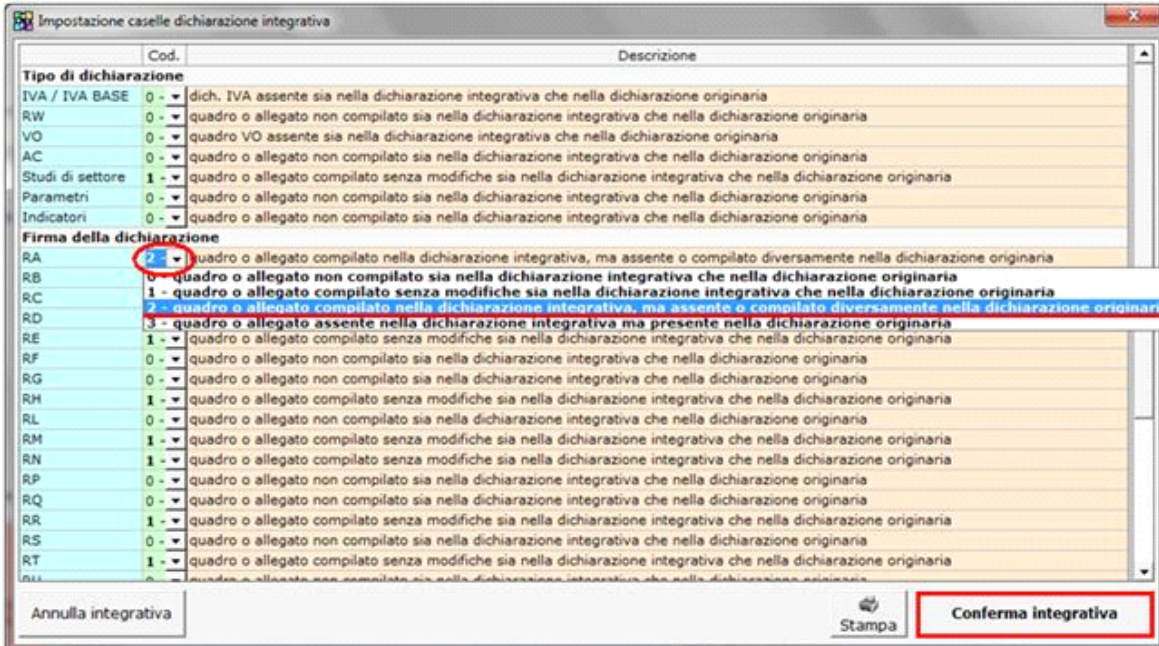 Impostazione caselle dichiarazione integrativa
Cod. Descrizione
Tipo di dichiarazione
IVA / IVA BASE 0 - dich. IVA assente sia nella dichiarazione integrativa che nella dichiarazione originaria
RW 0 - quadro o allegato non compilato sia nella dichiarazione integrativa che nella dichiarazione originaria
VO 0 - quadro VO assente sia nella dichiarazione integrativa che nella dichiarazione originaria
AC 0 - quadro o allegato non compilato sia nella dichiarazione integrativa che nella dichiarazione originaria
Studi di settore 1 - quadro o allegato compilato senza modifiche sia nella dichiarazione integrativa che nella dichiarazione originaria
Parametri 0 - quadro o allegato non compilato sia nella dichiarazione integrativa che nella dichiarazione originaria
Indicatori 0 - quadro o allegato non compilato sia nella dichiarazione integrativa che nella dichiarazione originaria
Firma della dichiarazione
RA 2 - quadro o allegato compilato nella dichiarazione integrativa, ma assente o compilato diversamente nella dichiarazione originaria
RB 0 - quadro o allegato non compilato sia nella dichiarazione integrativa che nella dichiarazione originaria
RC 1 - quadro o allegato compilato senza modifiche sia nella dichiarazione integrativa che nella dichiarazione originaria
2 - quadro o allegato compilato nella dichiarazione integrativa, ma assente o compilato diversamente nella dichiarazione originari
RD 3 - quadro o allegato assente nella dichiarazione integrativa ma presente nella dichiarazione originaria
RE 1 - quadro o allegato compilato senza modifiche sia nella dichiarazione integrativa che nella dichiarazione originaria
RF 0 - quadro o allegato non compilato sia nella dichiarazione integrativa che nella dichiarazione originaria
RG 0 - quadro o allegato non compilato sia nella dichiarazione integrativa che nella dichiarazione originaria
RH 1 - quadro o allegato compilato senza modifiche sia nella dichiarazione integrativa che nella dichiarazione originaria
RL 0 - quadro o allegato non compilato sia nella dichiarazione integrativa che nella dichiarazione originaria
RM 1 - quadro o allegato compilato senza modifiche sia nella dichiarazione integrativa che nella dichiarazione originaria
RN 1 - quadro o allegato compilato senza modifiche sia nella dichiarazione integrativa che nella dichiarazione originaria
RP 0 - quadro o allegato non compilato sia nella dichiarazione integrativa che nella dichiarazione originaria
RQ 0 - quadro o allegato non compilato sia nella dichiarazione integrativa che nella dichiarazione originaria
RR 1 - quadro o allegato compilato senza modifiche sia nella dichiarazione integrativa che nella dichiarazione originaria
RS 0 - quadro o allegato non compilato sia nella dichiarazione integrativa che nella dichiarazione originaria
RT 1 - quadro o allegato compilato senza modifiche sia nella dichiarazione integrativa che nella dichiarazione originaria
Annulla integrativa Stampa Conferma integrativa